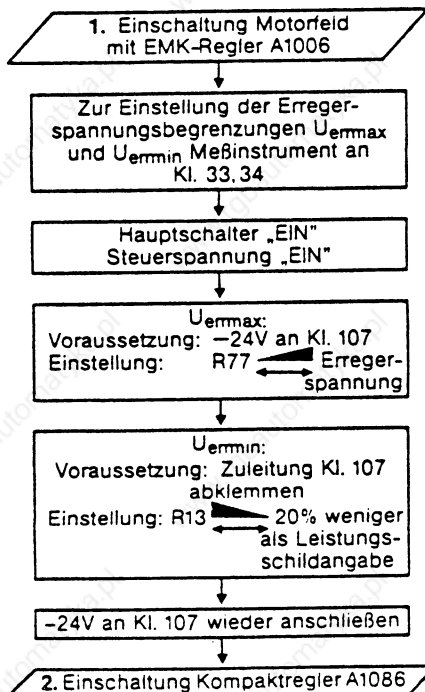 1. Einschaltung Motorfeld
mit EMK-Regler A1006
Zur Einstellung der Erreger-
spannungsbegrenzungen Uerrmax
und Uerrmin Meßinstrument an
Kl. 33.34
Hauptschalter „EIN"
Steuerspannung „EIN"
Uerrmax:
Voraussetzung: −24V an Kl. 107
Einstellung: R77 Erreger-
spannung
Uerrmin:
Voraussetzung: Zuleitung Kl. 107
abklemmen
Einstellung: R13 20% weniger
als Leistungs-
schildangabe
−24V an Kl. 107 wieder anschließen
2. Einschaltung Kompaktregler A1086